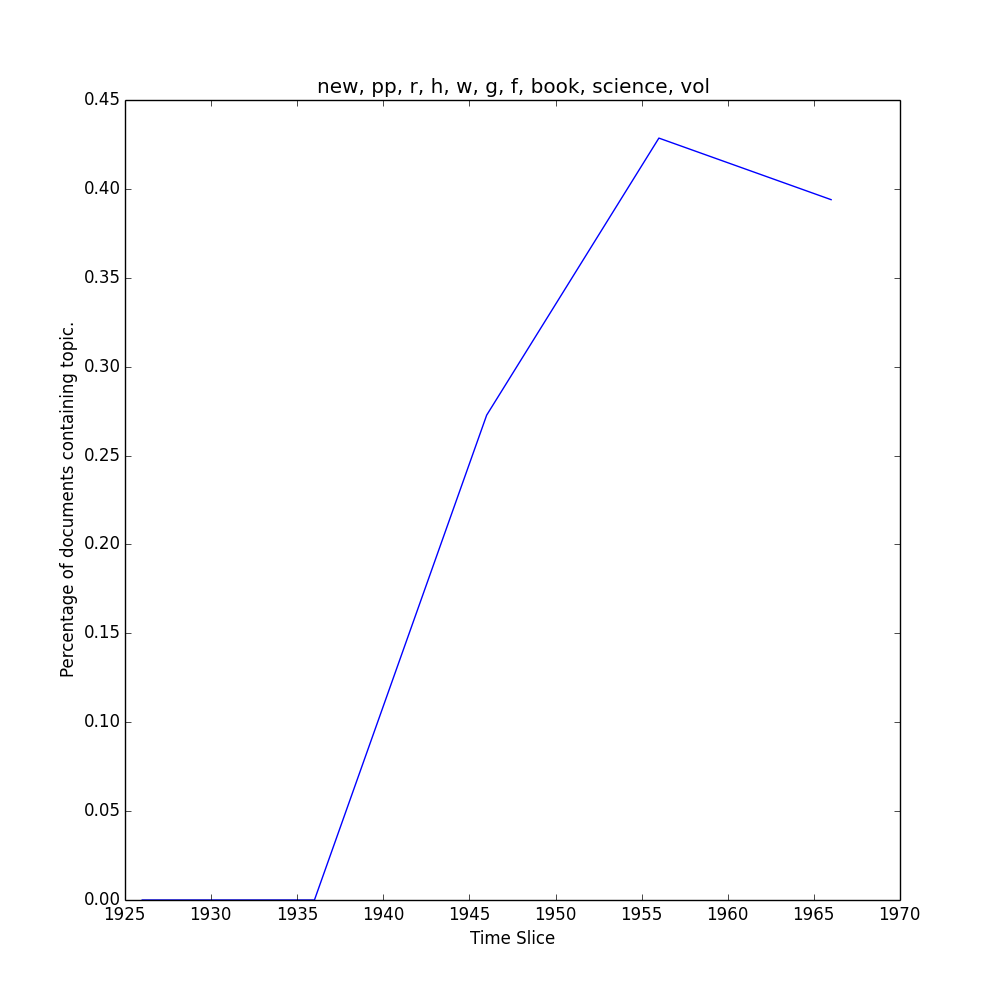 new, pp, r, h, w, g, f, book, science, vol
0.45
0.40
0.35
0.30
0.25
0.20
0.15
0.10
0.05
0.00
Percentage of documents containing topic.
1925 1930 1935 1940 1945 1950 1955 1960 1965 1970
Time Slice